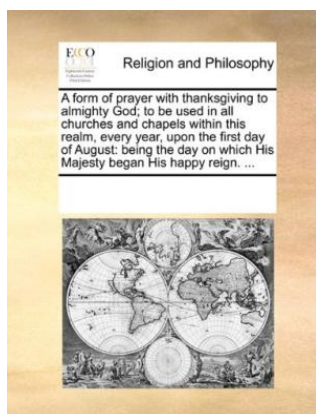 ECCO
Religion and Philosophy
A form of prayer with thanksgiving to
almighty God; to be used in all
churches and chapels within this
realm, every year, upon the first day
of August: being the day on which His
Majesty began His happy reign. ...